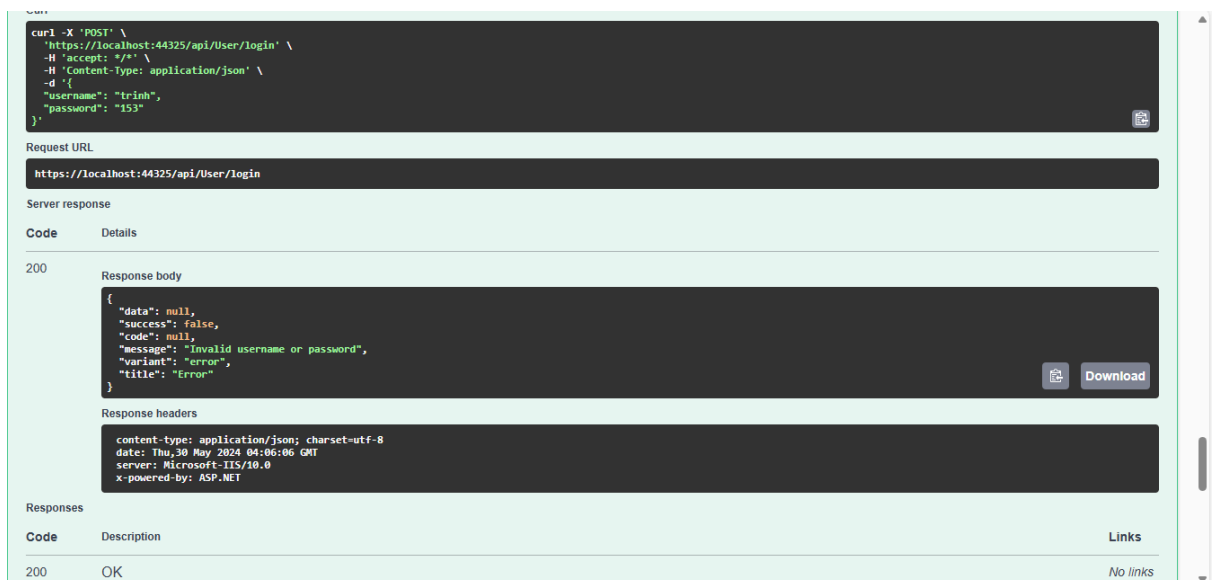 Curl
curl -X 'POST' \
'https://localhost:44325/api/User/login' \
-H 'accept: */*' \
-H 'Content-Type: application/json' \
-d '{
"username": "trinh",
"password": "153"
}'
Request URL
https://localhost:44325/api/User/login
Server response
Code Details
200
Response body
{
"data": null,
"success": false,
"code": null,
"message": "Invalid username or password",
"variant": "error",
"title": "Error"
}
Download
Response headers
content-type: application/json; charset=utf-8
date: Thu,30 May 2024 04:06:06 GMT
server: Microsoft-IIS/10.0
x-powered-by: ASP.NET
Responses
Code Description Links
200 OK No links